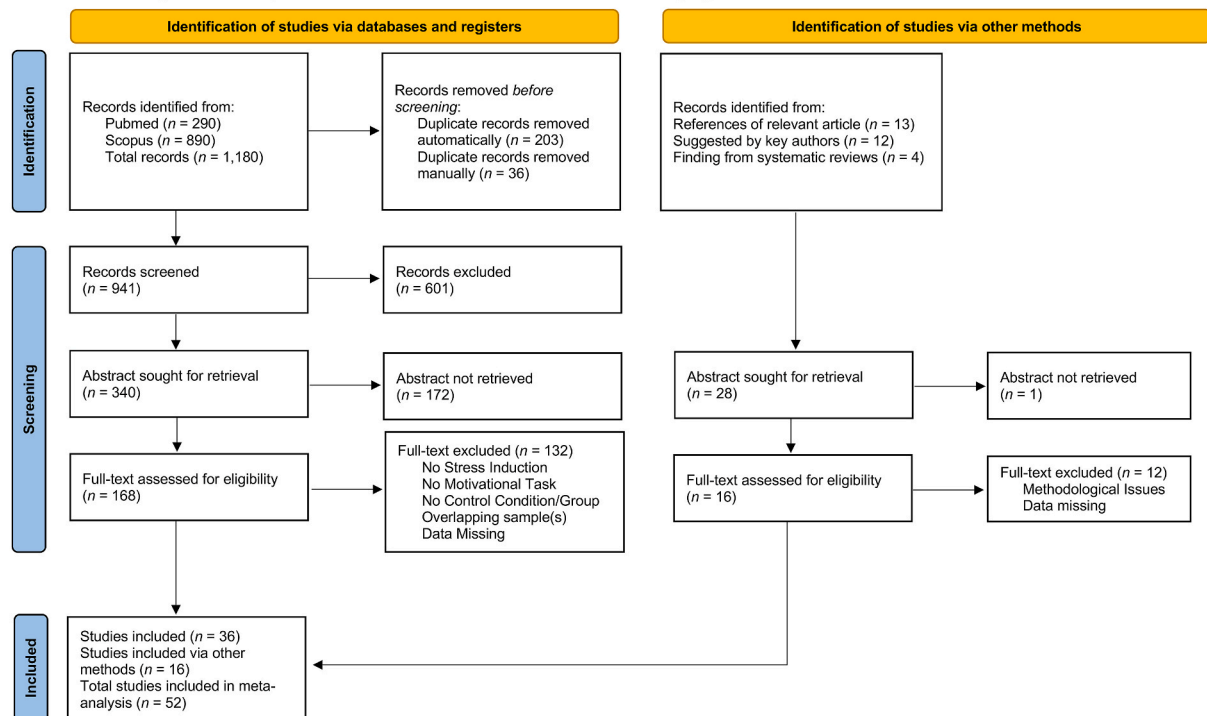 Identification of studies via databases and registers
Identification of studies via other methods
Identification
Records identified from:
Pubmed (n = 290)
Scopus (n = 890)
Total records (n = 1,180)
Records removed before
screening:
Duplicate records removed
automatically (n = 203)
Duplicate records removed
manually (n = 36)
Records identified from:
References of relevant article (n = 13)
Suggested by key authors (n = 12)
Finding from systematic reviews (n = 4)
Screening
Records screened
(n = 941)
Records excluded
(n = 601)
Abstract sought for retrieval
(n = 340)
Abstract not retrieved
(n = 172)
Abstract sought for retrieval
(n = 28)
Abstract not retrieved
(n = 1)
Full-text assessed for eligibility
(n = 168)
Full-text excluded (n = 132)
No Stress Induction
No Motivational Task
No Control Condition/Group
Overlapping sample(s)
Data Missing
Full-text assessed for eligibility
(n = 16)
Full-text excluded (n = 12)
Methodological Issues
Data missing
Included
Studies included (n = 36)
Studies included via other
methods (n = 16)
Total studies included in meta-
analysis (n = 52)